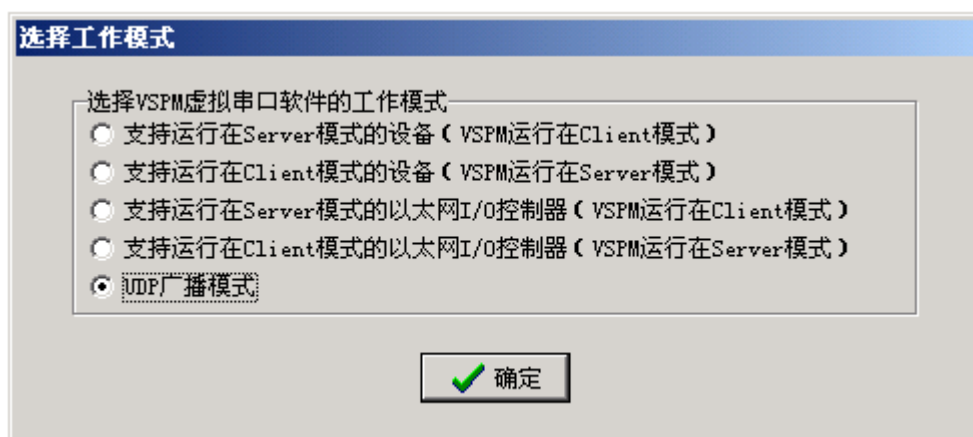 选择工作模式
选择VSPM虚拟串口软件的工作模式
支持运行在Server模式的设备（VSPM运行在Client模式）
支持运行在Client模式的设备（VSPM运行在Server模式）
支持运行在Server模式的以太网I/O控制器（VSPM运行在Client模式）
支持运行在Client模式的以太网I/O控制器（VSPM运行在Server模式）
UDP广播模式
确定